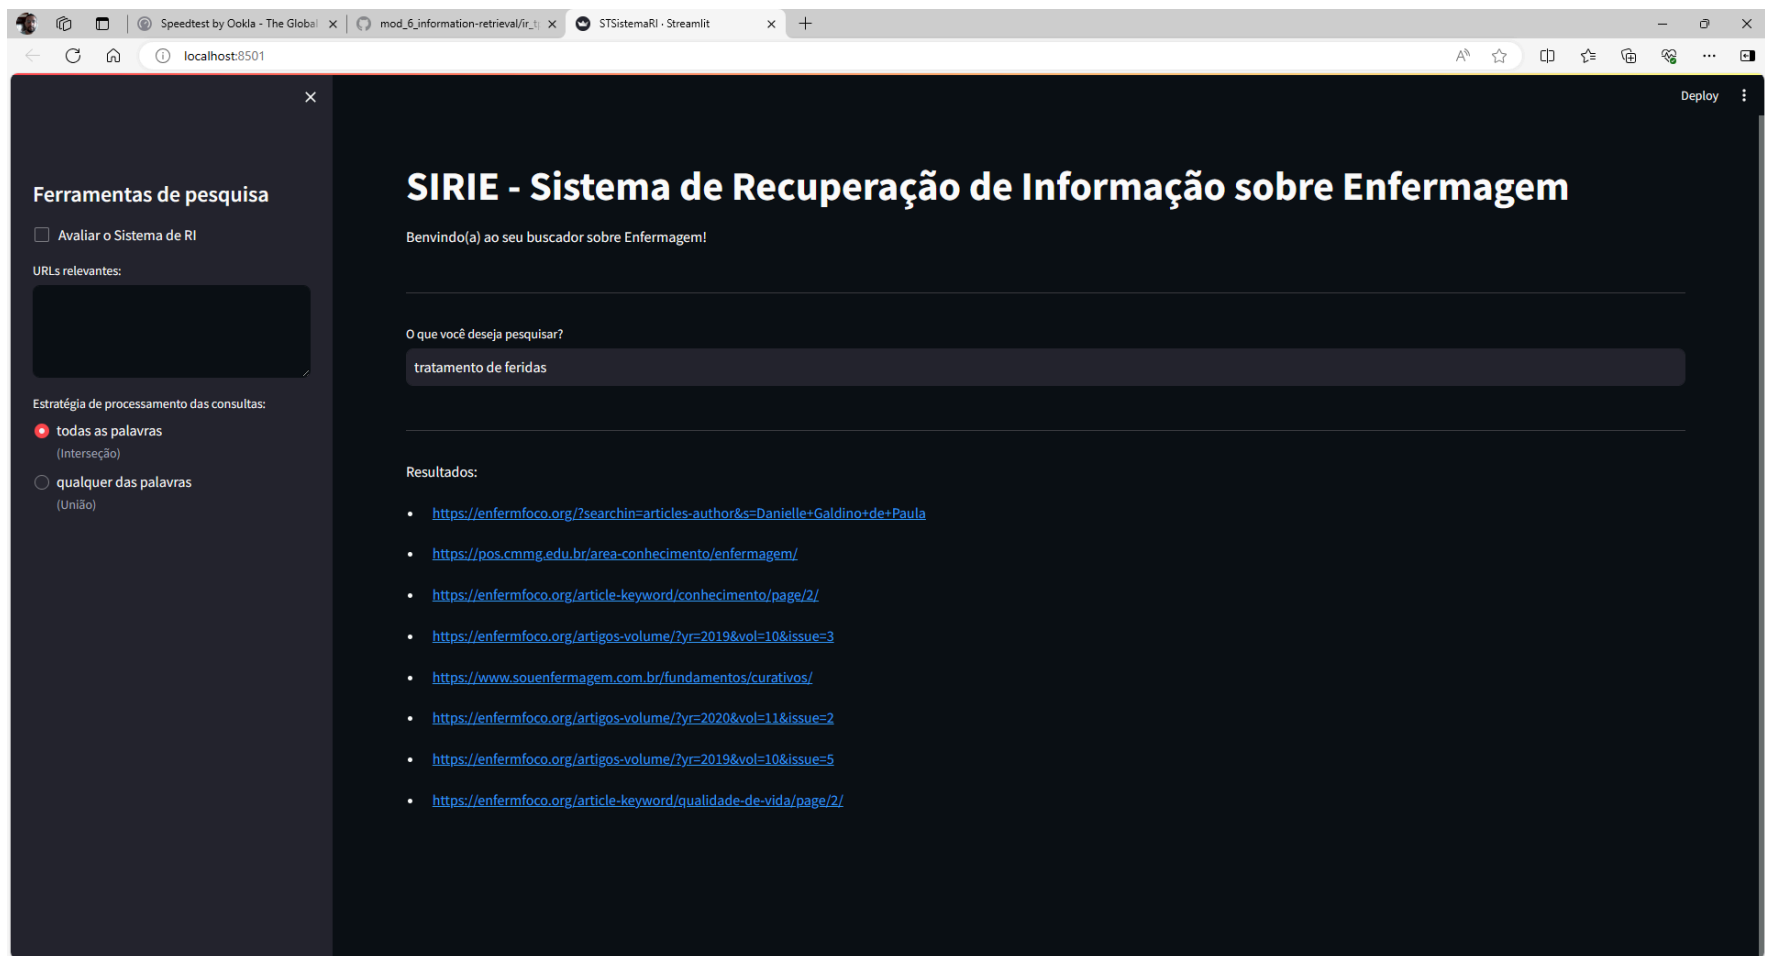 Speedtest by Ookla - The Global
mod_6_information-retrieval/ir_t
STSistemaRI · Streamlit
localhost:8501
Deploy
Ferramentas de pesquisa
Avaliar o Sistema de RI
URLs relevantes:
Estratégia de processamento das consultas:
todas as palavras
(Interseção)
qualquer das palavras
(União)
SIRIE - Sistema de Recuperação de Informação sobre Enfermagem
Benvindo(a) ao seu buscador sobre Enfermagem!
O que você deseja pesquisar?
tratamento de feridas
Resultados:
https://enfermfoco.org/?searchin=articles-author&s=Danielle+Galdino+de+Paula
https://pos.cmmg.edu.br/area-conhecimento/enfermagem/
https://enfermfoco.org/article-keyword/conhecimento/page/2/
https://enfermfoco.org/artigos-volume/?yr=2019&vol=10&issue=3
https://www.souenfermagem.com.br/fundamentos/curativos/
https://enfermfoco.org/artigos-volume/?yr=2020&vol=11&issue=2
https://enfermfoco.org/artigos-volume/?yr=2019&vol=10&issue=5
https://enfermfoco.org/article-keyword/qualidade-de-vida/page/2/